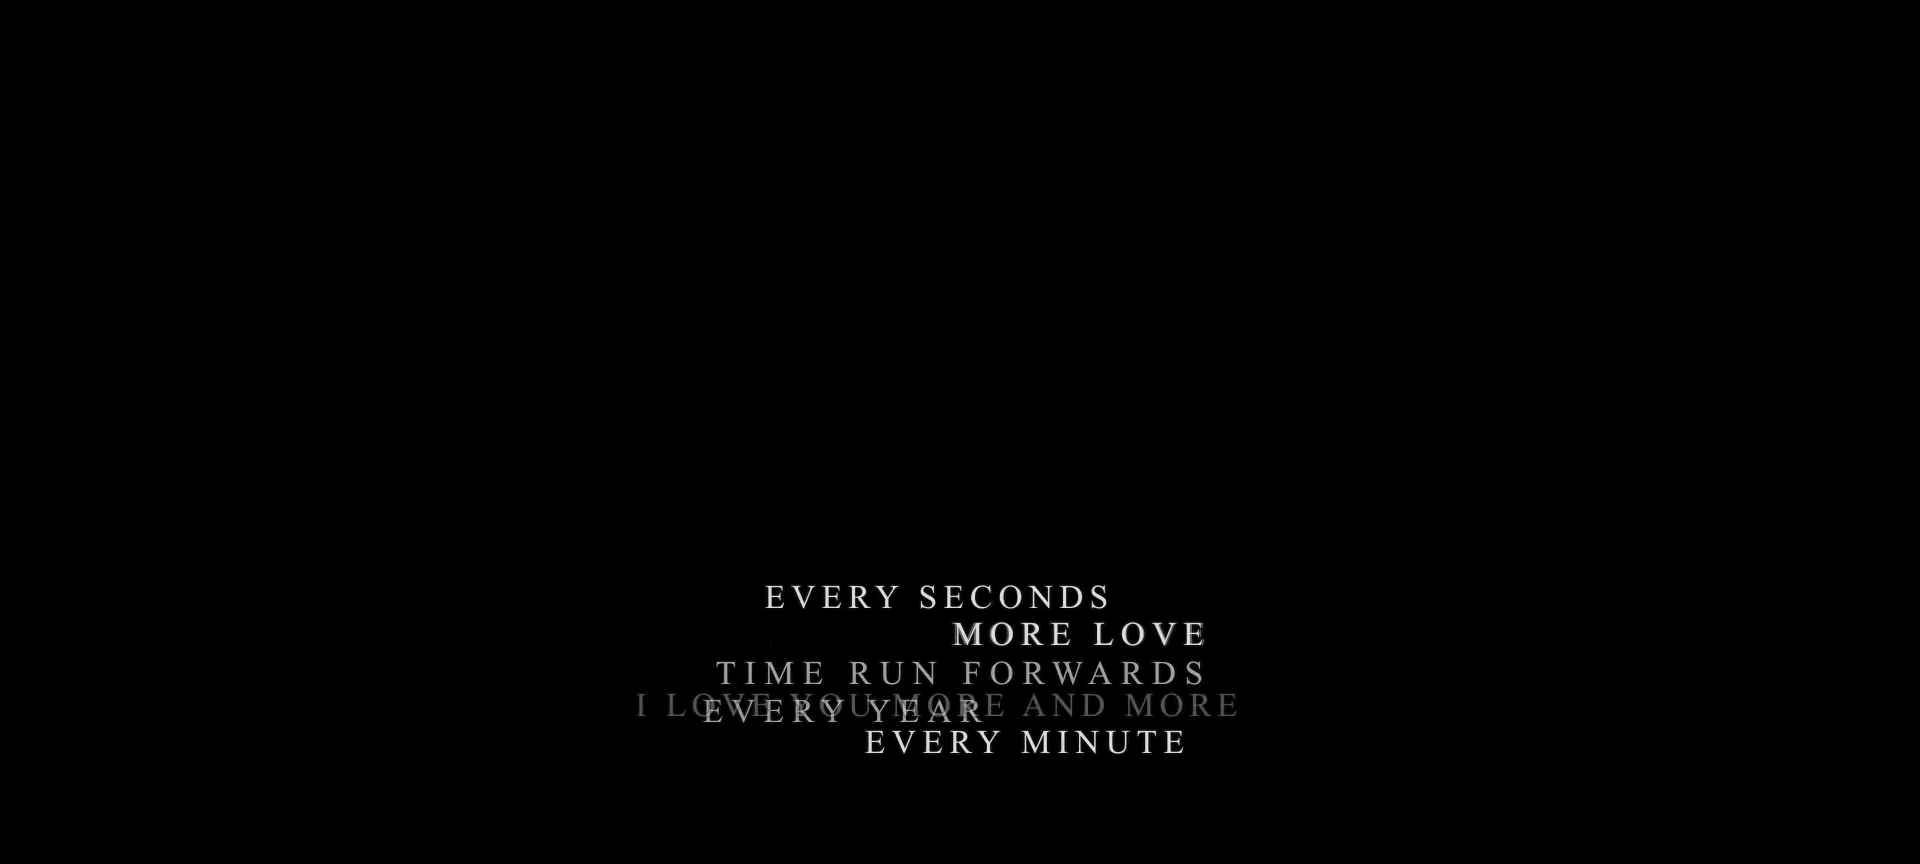 EVERY SECONDS
MORE LOVE
TIME RUN FORWARDS
I LOVE YOU MORE AND MORE
EVERY YEAR
EVERY MINUTE